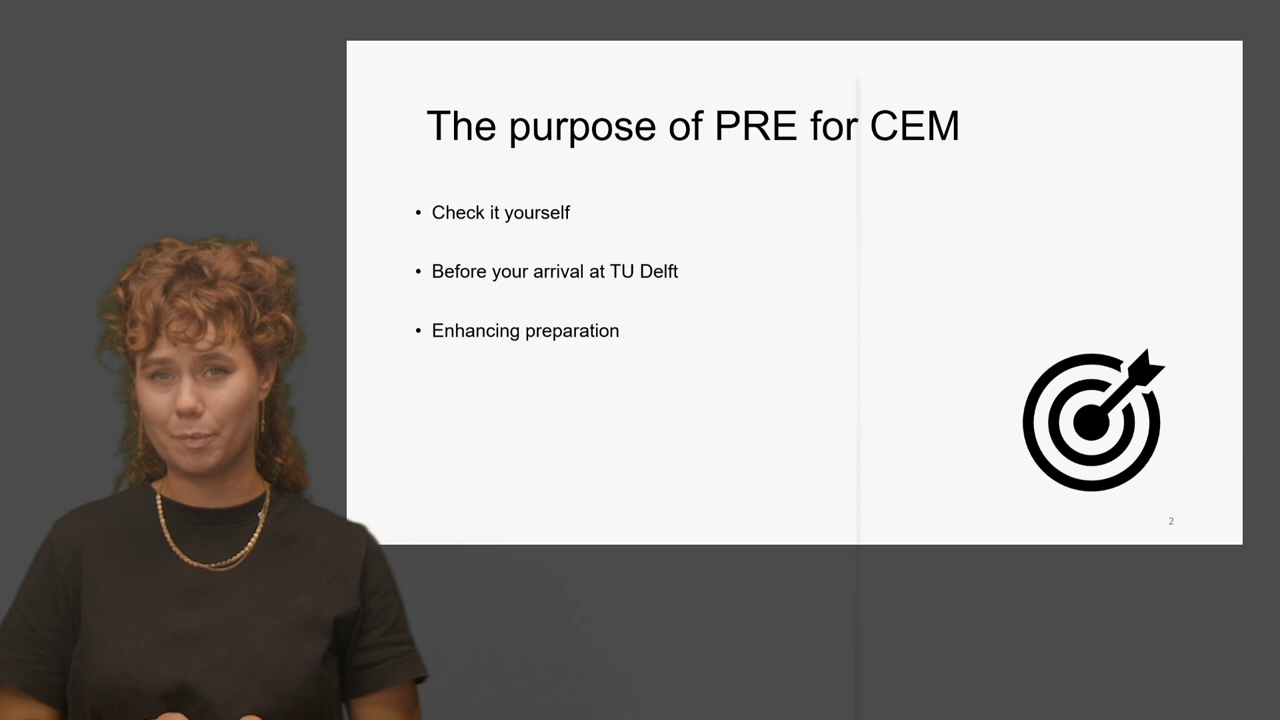 The purpose of PRE for CEM
• Check it yourself
• Before your arrival at TU Delft
• Enhancing preparation
2